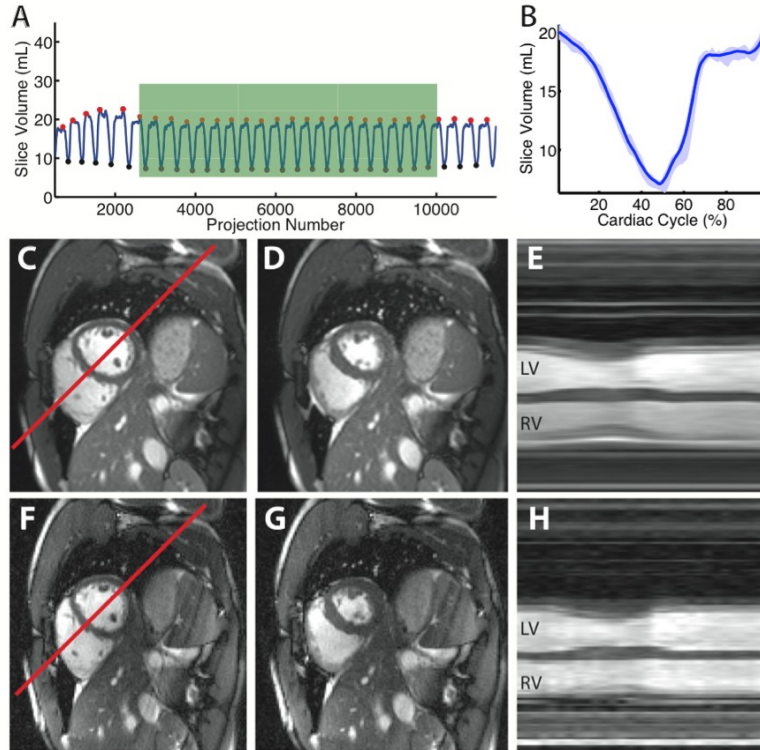 A
Slice Volume (mL)
40
30
20
10
0
2000
4000
6000
8000
10000
Projection Number
B
Slice Volume (mL)
20
15
10
20
40
60
80
Cardiac Cycle (%)
C
D
E
LV
RV
F
G
H
LV
RV